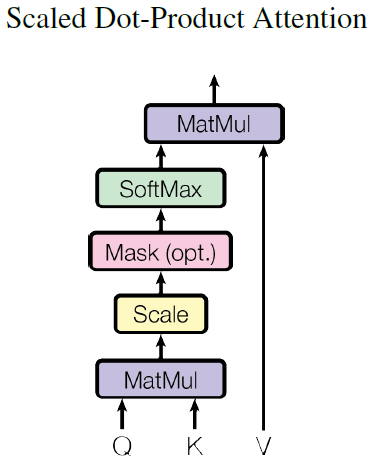 Scaled Dot-Product Attention
MatMul
SoftMax
Mask (opt.)
Scale
MatMul
Q K V